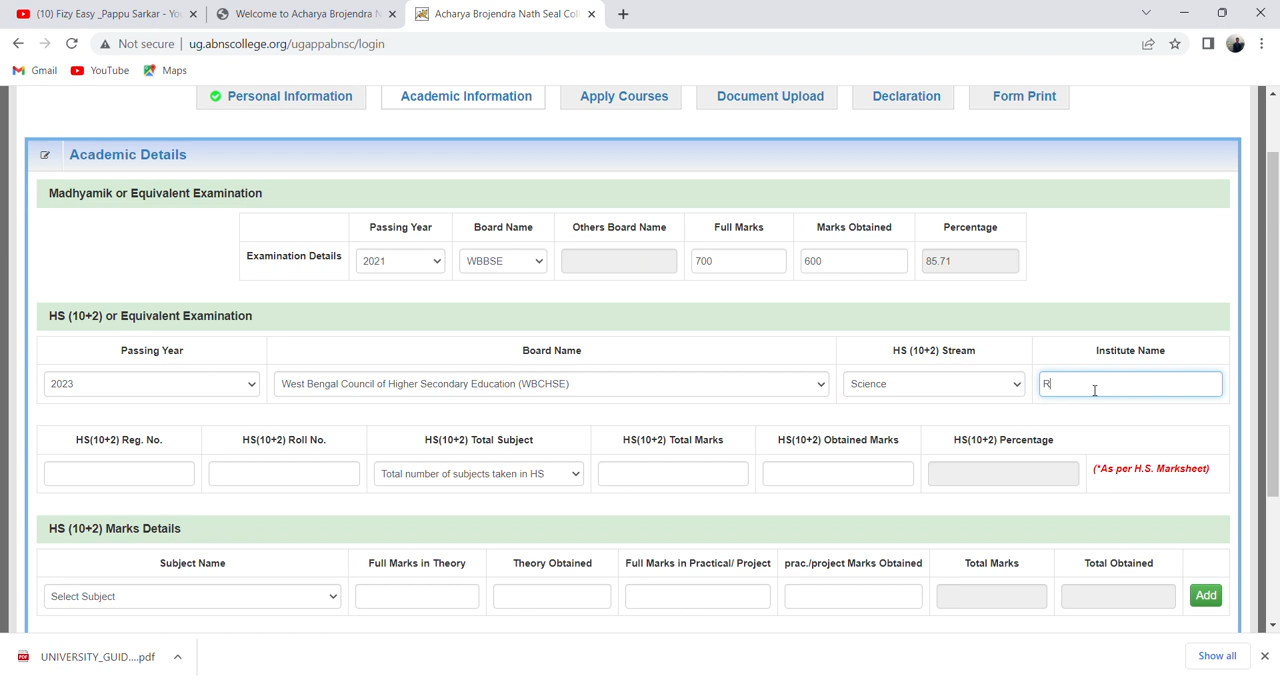 (10) Fizy Easy _Pappu Sarkar - Yo
Welcome to Acharya Brojendra N
Acharya Brojendra Nath Seal Coll
Not secure
ug.abnscollege.org/ugappabnsc/login
Gmail
YouTube
Maps
Personal Information
Academic Information
Apply Courses
Document Upload
Declaration
Form Print
Academic Details
Madhyamik or Equivalent Examination
Passing Year Board Name Others Board Name Full Marks Marks Obtained Percentage
Examination Details 2021 WBBSE 700 600 85.71
HS (10+2) or Equivalent Examination
Passing Year Board Name HS (10+2) Stream Institute Name
2023 West Bengal Council of Higher Secondary Education (WBCHSE) Science R
HS(10+2) Reg. No. HS(10+2) Roll No. HS(10+2) Total Subject HS(10+2) Total Marks HS(10+2) Obtained Marks HS(10+2) Percentage
Total number of subjects taken in HS (*As per H.S. Marksheet)
HS (10+2) Marks Details
Subject Name Full Marks in Theory Theory Obtained Full Marks in Practical/ Project prac./project Marks Obtained Total Marks Total Obtained
Select Subject Add
UNIVERSITY_GUID....pdf Show all